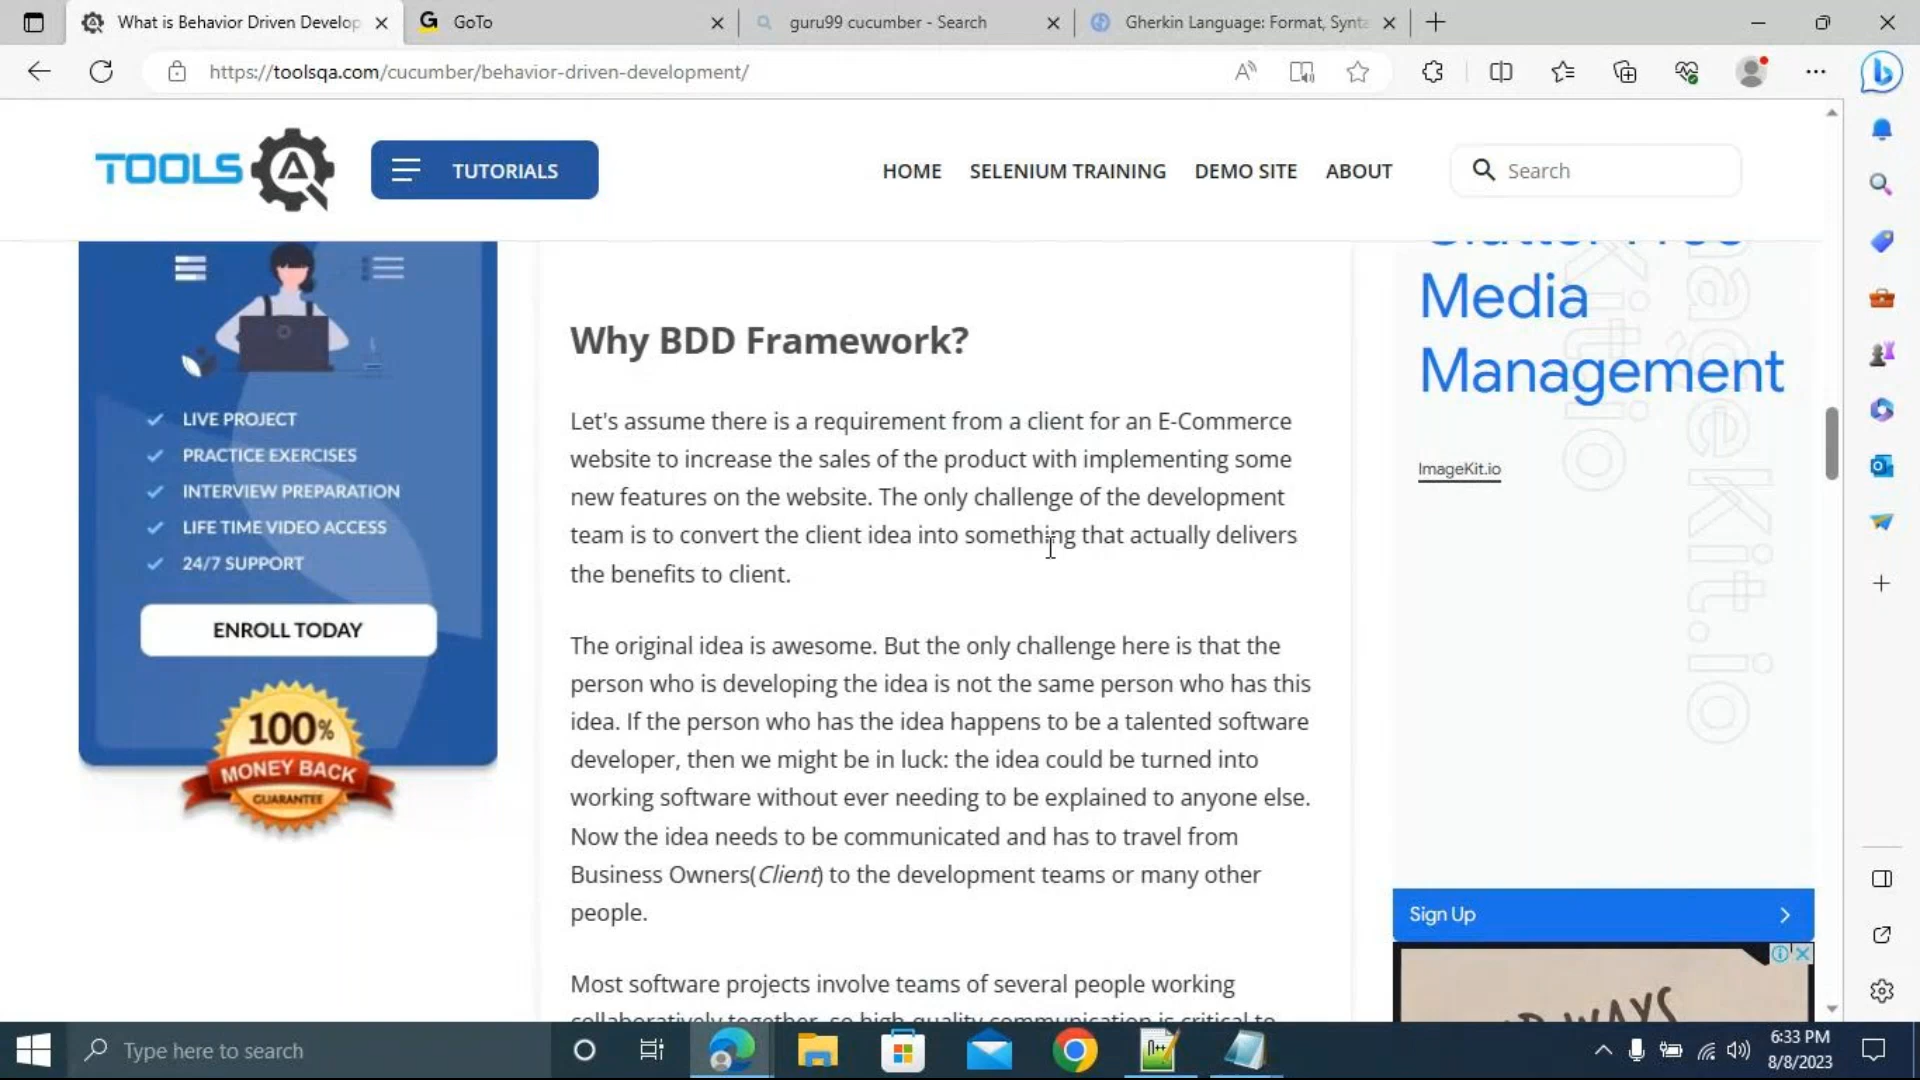 What is Behavior Driven Develop
GoTo
guru99 cucumber - Search
Gherkin Language: Format, Synta
https://toolsqa.com/cucumber/behavior-driven-development/
TOOLS QA
TUTORIALS
HOME
SELENIUM TRAINING
DEMO SITE
ABOUT
Search
LIVE PROJECT
PRACTICE EXERCISES
INTERVIEW PREPARATION
LIFE TIME VIDEO ACCESS
24/7 SUPPORT
ENROLL TODAY
100%
MONEY BACK
GUARANTEE
Why BDD Framework?
Let's assume there is a requirement from a client for an E-Commerce
website to increase the sales of the product with implementing some
new features on the website. The only challenge of the development
team is to convert the client idea into something that actually delivers
the benefits to client.
The original idea is awesome. But the only challenge here is that the
person who is developing the idea is not the same person who has this
idea. If the person who has the idea happens to be a talented software
developer, then we might be in luck: the idea could be turned into
working software without ever needing to be explained to anyone else.
Now the idea needs to be communicated and has to travel from
Business Owners(Client) to the development teams or many other
people.
Most software projects involve teams of several people working
collaboratively together, so high-quality communication is critical to
Media
Management
ImageKit.io
Sign Up
Type here to search
6:33 PM
8/8/2023